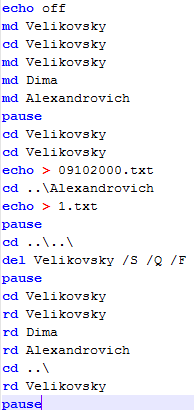 echo off
md Velikovsky
cd Velikovsky
md Velikovsky
md Dima
md Alexandrovich
pause
cd Velikovsky
cd Velikovsky
echo > 09102000.txt
cd ..\Alexandrovich
echo > 1.txt
pause
cd ..\..\
del Velikovsky /S /Q /F
pause
cd Velikovsky
rd Velikovsky
rd Dima
rd Alexandrovich
cd ..\
rd Velikovsky
pause